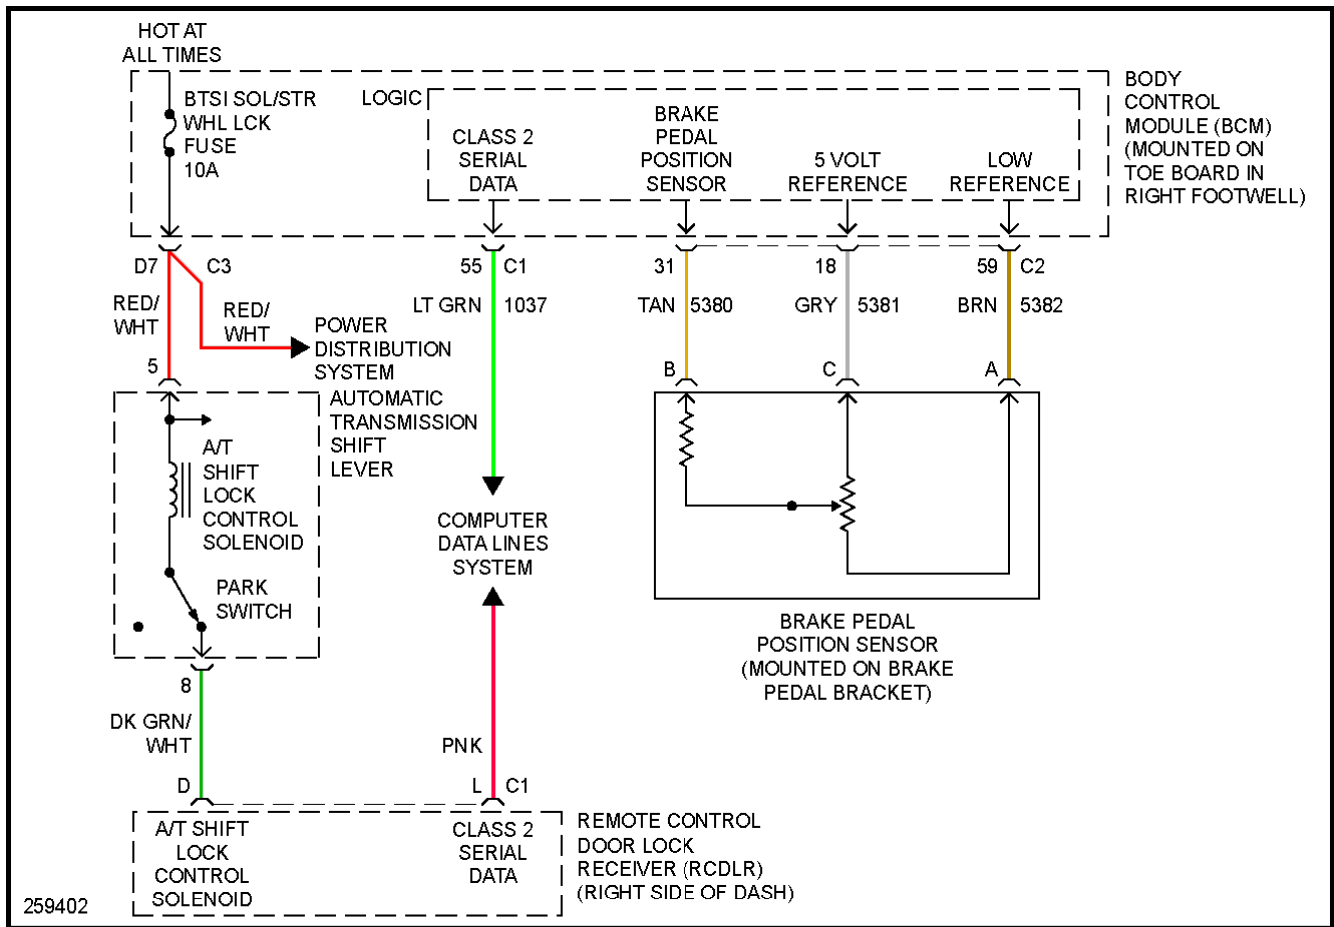 HOT AT
ALL TIMES
BTSI SOL/STR
WHL LCK
FUSE
10A
LOGIC
CLASS 2
SERIAL
DATA
BRAKE
PEDAL
POSITION
SENSOR
5 VOLT
REFERENCE
LOW
REFERENCE
BODY
CONTROL
MODULE (BCM)
(MOUNTED ON
TOE BOARD IN
RIGHT FOOTWELL)
D7 C3
55 C1
31
18
59 C2
RED/
WHT
RED/
WHT
LT GRN 1037
TAN 5380
GRY 5381
BRN 5382
POWER
DISTRIBUTION
SYSTEM
5
B
C
A
AUTOMATIC
TRANSMISSION
SHIFT
LEVER
A/T
SHIFT
LOCK
CONTROL
SOLENOID
PARK
SWITCH
COMPUTER
DATA LINES
SYSTEM
BRAKE PEDAL
POSITION SENSOR
(MOUNTED ON BRAKE
PEDAL BRACKET)
8
DK GRN/
WHT
PNK
D
L C1
A/T SHIFT
LOCK
CONTROL
SOLENOID
CLASS 2
SERIAL
DATA
REMOTE CONTROL
DOOR LOCK
RECEIVER (RCDLR)
(RIGHT SIDE OF DASH)
259402